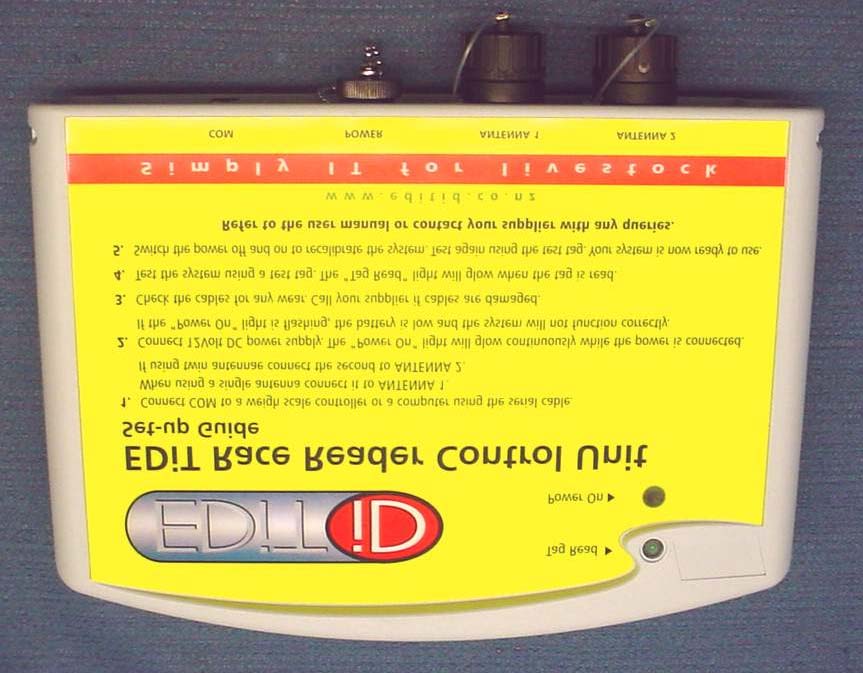 Tag Read
EDiT iD
Power On
EDiT Race Reader Control Unit
Set-up Guide
1. Connect COM to a weigh scale controller or a computer using the serial cable.
When using a single antenna connect it to ANTENNA 1.
If using twin antennae connect the second to ANTENNA 2.
2. Connect 12Volt DC power supply. The "Power On" light will glow continuously while the power is connected.
If the "Power On" light is flashing, the battery is low and the system will not function correctly.
3. Check the cables for any wear. Call your supplier if cables are damaged.
4. Test the system using a test tag. The "Tag Read" light will glow when the tag is read.
5. Switch the power off and on to recalibrate the system. Test again using the test tag. Your system is now ready to use.
Refer to the user manual or contact your supplier with any queries.
www.editid.co.nz
Simply IT for livestock
COM POWER ANTENNA 1 ANTENNA 2